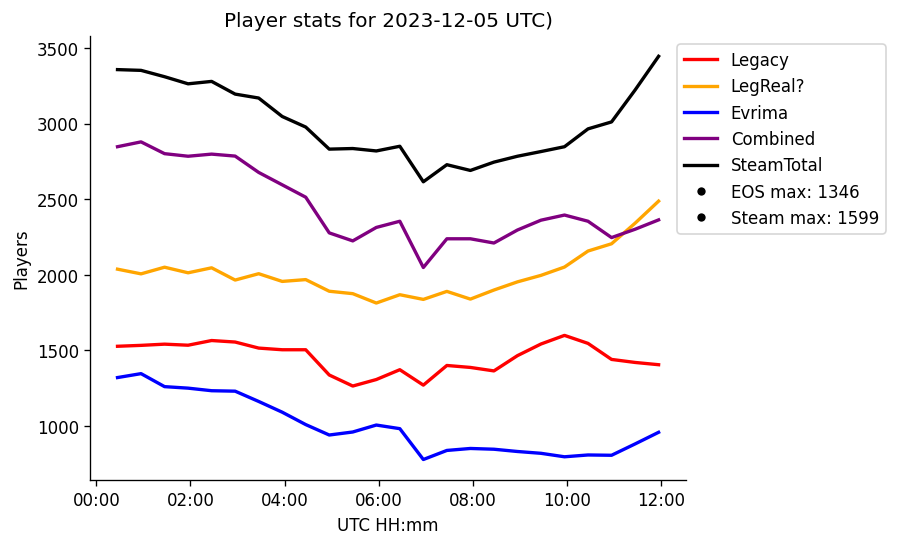 Player stats for 2023-12-05 UTC)
3500
3000
2500
2000
1500
1000
Players
00:00 02:00 04:00 06:00 08:00 10:00 12:00
UTC HH:mm
Legacy
LegReal?
Evrima
Combined
SteamTotal
EOS max: 1346
Steam max: 1599